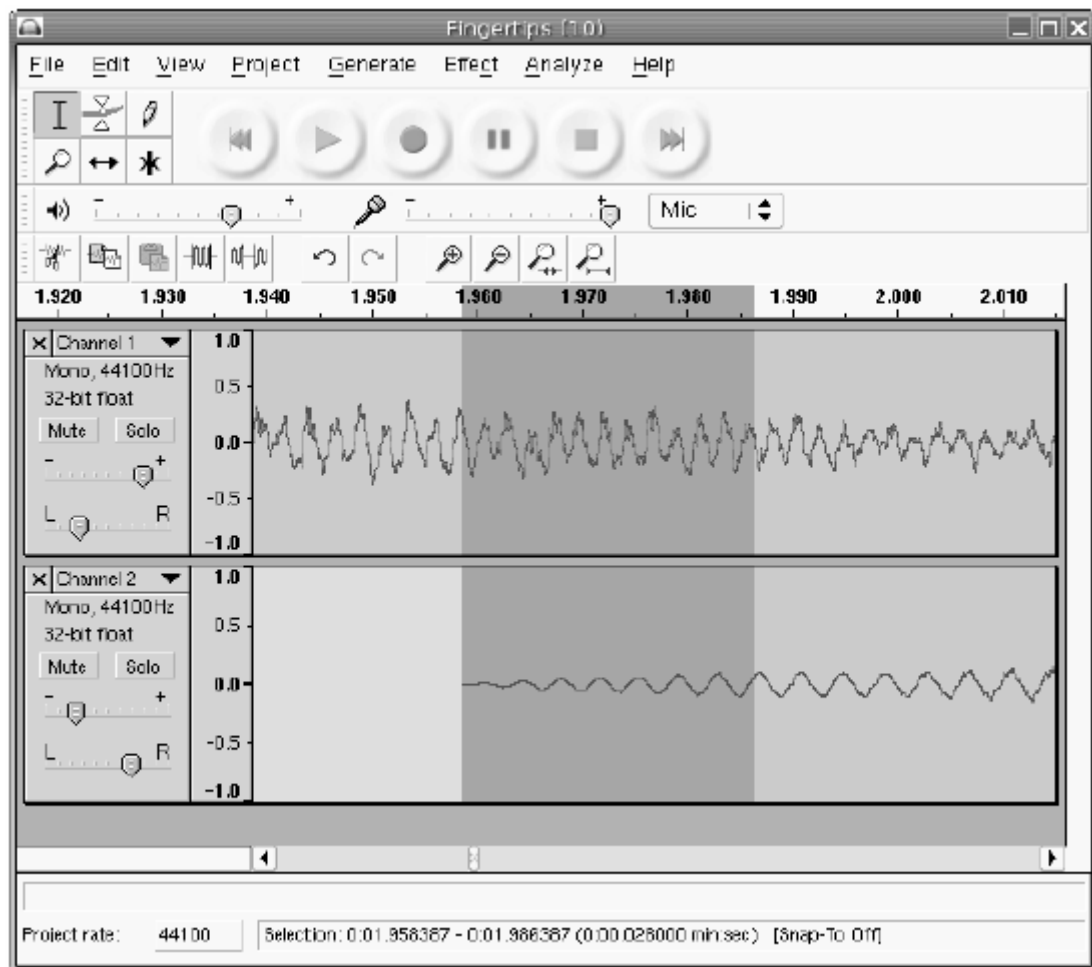 Fingertips (1.0)
File Edit View Project Generate Effect Analyze Help
- + - + Mic
1.920 1.930 1.940 1.950 1.960 1.970 1.980 1.990 2.000 2.010
Channel 1
Mono, 44100Hz
32-bit float
Mute Solo
- +
L R
1.0
0.5
0.0
-0.5
-1.0
Channel 2
Mono, 44100Hz
32-bit float
Mute Solo
- +
L R
1.0
0.5
0.0
-0.5
-1.0
Project rate: 44100 Selection: 0:01.958387 - 0:01.986387 (0:00.028000 min:sec) [Snap-To Off]